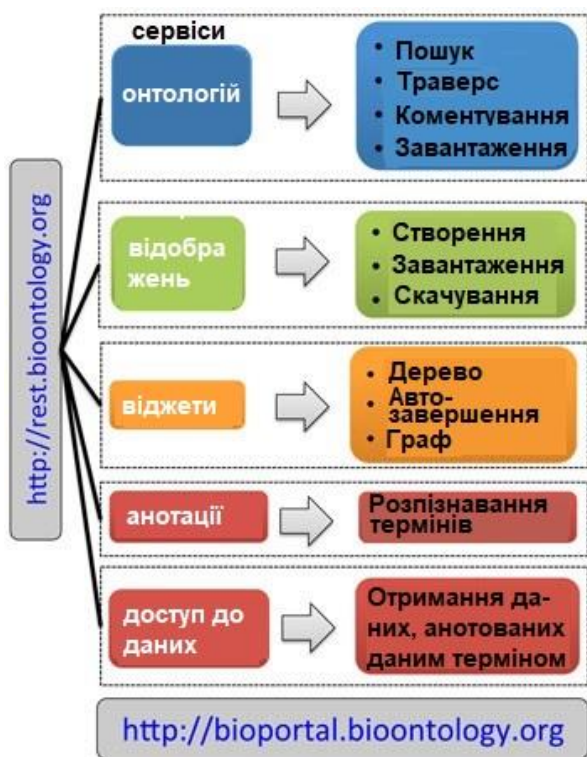 http://rest.bioontology.org
сервіси
онтологій
• Пошук
• Траверс
• Коментування
• Завантаження
відобра
жень
• Створення
• Завантаження
• Скачування
віджети
• Дерево
• Авто-
завершення
• Граф
анотації
Розпізнавання
термінів
доступ до
даних
Отримання да-
них, анотованих
даним терміном
http://bioportal.bioontology.org